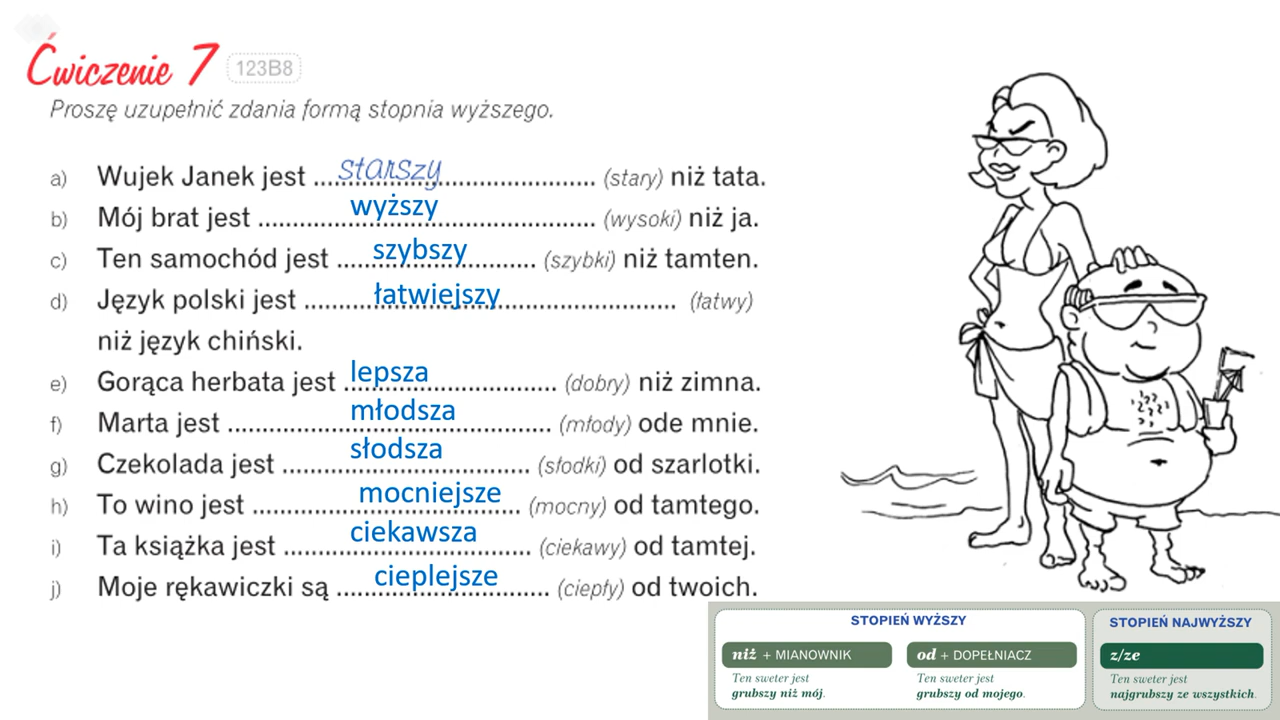 Ćwiczenie 7 123B8
Proszę uzupełnić zdania formą stopnia wyższego.
a) Wujek Janek jest ... starszy ... (stary) niż tata.
b) Mój brat jest ... wyższy ... (wysoki) niż ja.
c) Ten samochód jest ... szybszy ... (szybki) niż tamten.
d) Język polski jest ... łatwiejszy ... (łatwy)
niż język chiński.
e) Gorąca herbata jest ... lepsza ... (dobry) niż zimna.
f) Marta jest ... młodsza ... (młody) ode mnie.
g) Czekolada jest ... słodsza ... (słodki) od szarlotki.
h) To wino jest ... mocniejsze ... (mocny) od tamtego.
i) Ta książka jest ... ciekawsza ... (ciekawy) od tamtej.
j) Moje rękawiczki są ... cieplejsze ... (ciepły) od twoich.
STOPIEŃ WYŻSZY
niż + MIANOWNIK
Ten sweter jest
grubszy niż mój.
od + DOPEŁNIACZ
Ten sweter jest
grubszy od mojego.
STOPIEŃ NAJWYŻSZY
z/ze
Ten sweter jest
najgrubszy ze wszystkich.